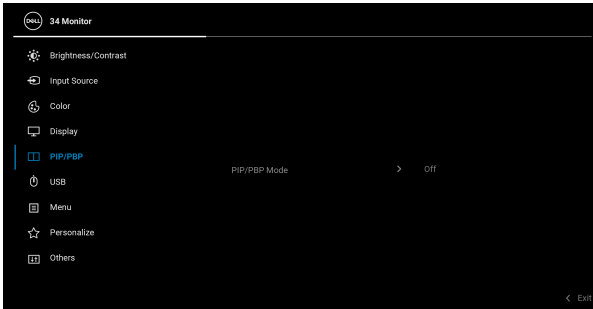 DELL 34 Monitor
Brightness/Contrast
Input Source
Color
Display
PIP/PBP
PIP/PBP Mode Off
USB
Menu
Personalize
Others
Exit